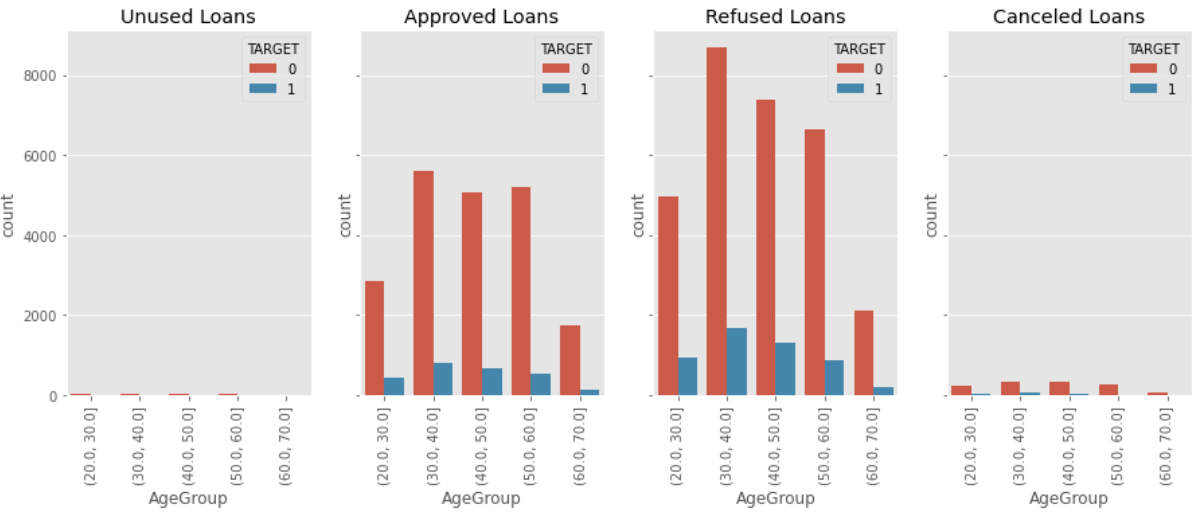 Unused Loans
TARGET
0
1
8000
6000
4000
2000
0
count
(20.0, 30.0]
(30.0, 40.0]
(40.0, 50.0]
(50.0, 60.0]
(60.0, 70.0]
AgeGroup
Approved Loans
TARGET
0
1
count
(20.0, 30.0]
(30.0, 40.0]
(40.0, 50.0]
(50.0, 60.0]
(60.0, 70.0]
AgeGroup
Refused Loans
TARGET
0
1
count
(20.0, 30.0]
(30.0, 40.0]
(40.0, 50.0]
(50.0, 60.0]
(60.0, 70.0]
AgeGroup
Canceled Loans
TARGET
0
1
count
(20.0, 30.0]
(30.0, 40.0]
(40.0, 50.0]
(50.0, 60.0]
(60.0, 70.0]
AgeGroup